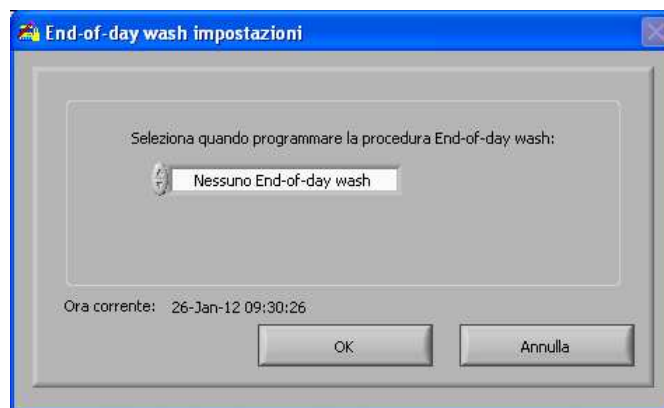 End-of-day wash impostazioni
Seleziona quando programmare la procedura End-of-day wash:
Nessuno End-of-day wash
Ora corrente: 26-Jan-12 09:30:26
OK Annulla